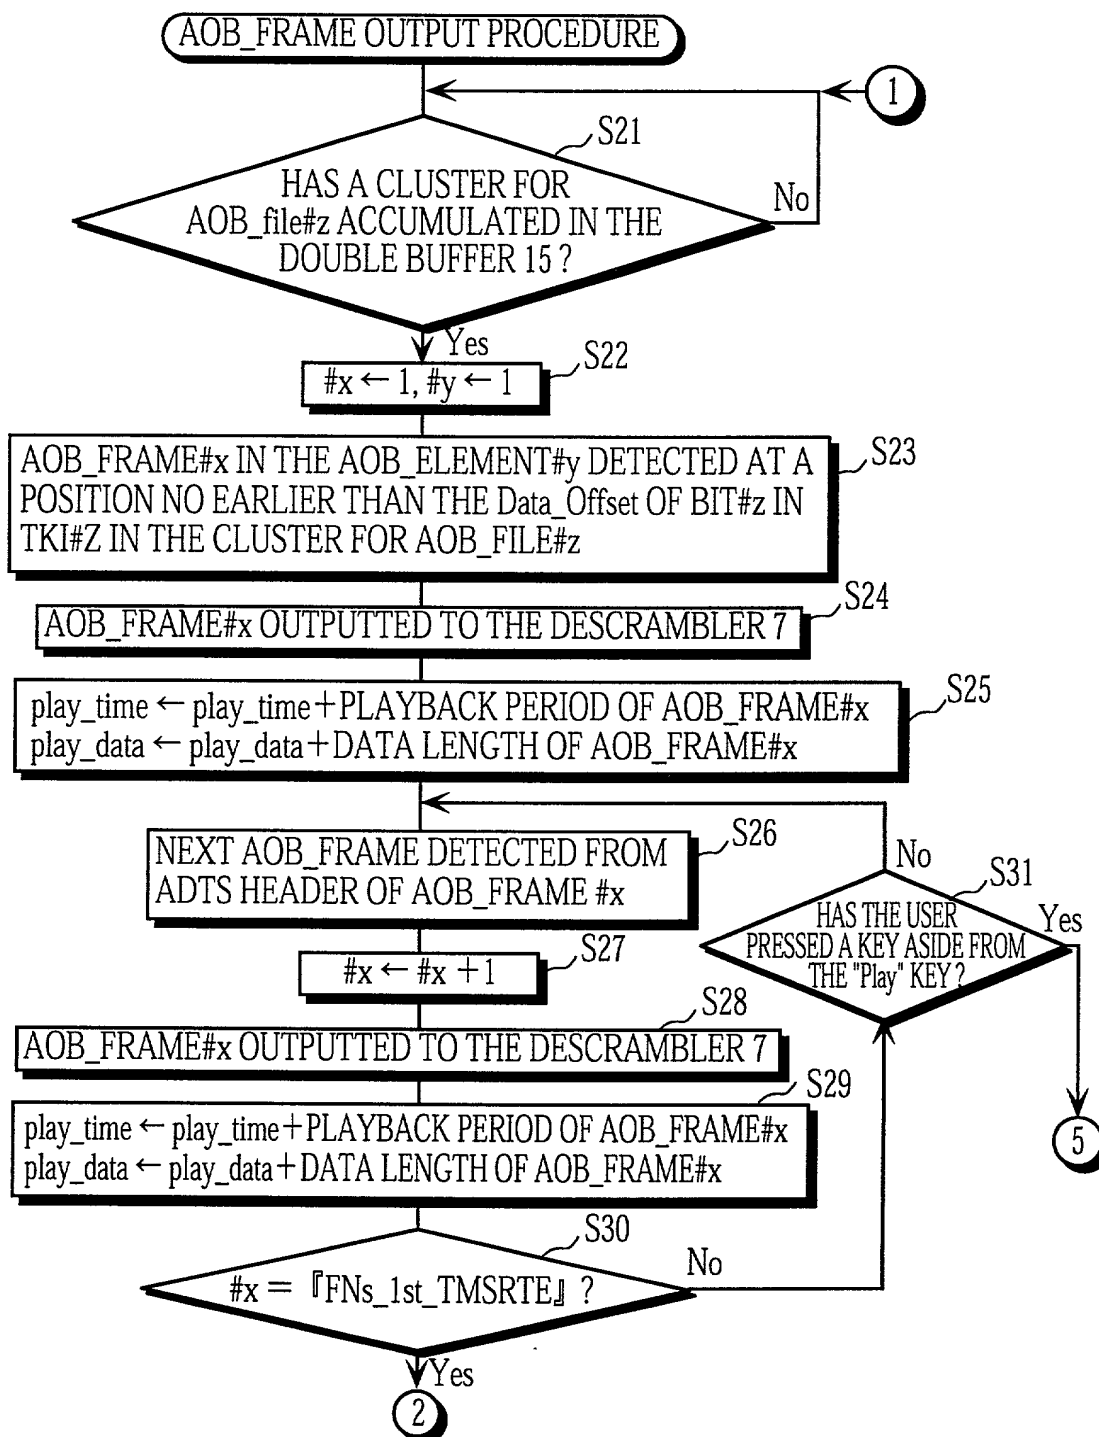 AOB_FRAME OUTPUT PROCEDURE
1
S21
HAS A CLUSTER FOR
AOB_file#z ACCUMULATED IN THE
DOUBLE BUFFER 15?
No
Yes
S22
#x ← 1, #y ← 1
S23
AOB_FRAME#x IN THE AOB_ELEMENT#y DETECTED AT A
POSITION NO EARLIER THAN THE Data_Offset OF BIT#z IN
TKI#Z IN THE CLUSTER FOR AOB_FILE#z
S24
AOB_FRAME#x OUTPUTTED TO THE DESCRAMBLER 7
S25
play_time ← play_time+PLAYBACK PERIOD OF AOB_FRAME#x
play_data ← play_data+DATA LENGTH OF AOB_FRAME#x
S26
NEXT AOB_FRAME DETECTED FROM
ADTS HEADER OF AOB_FRAME #x
No
S31
HAS THE USER
PRESSED A KEY ASIDE FROM
THE "Play" KEY?
Yes
S27
#x ← #x +1
S28
AOB_FRAME#x OUTPUTTED TO THE DESCRAMBLER 7
S29
play_time ← play_time+PLAYBACK PERIOD OF AOB_FRAME#x
play_data ← play_data+DATA LENGTH OF AOB_FRAME#x
5
S30
#x =『FNs_1st_TMSRTE』?
No
Yes
2